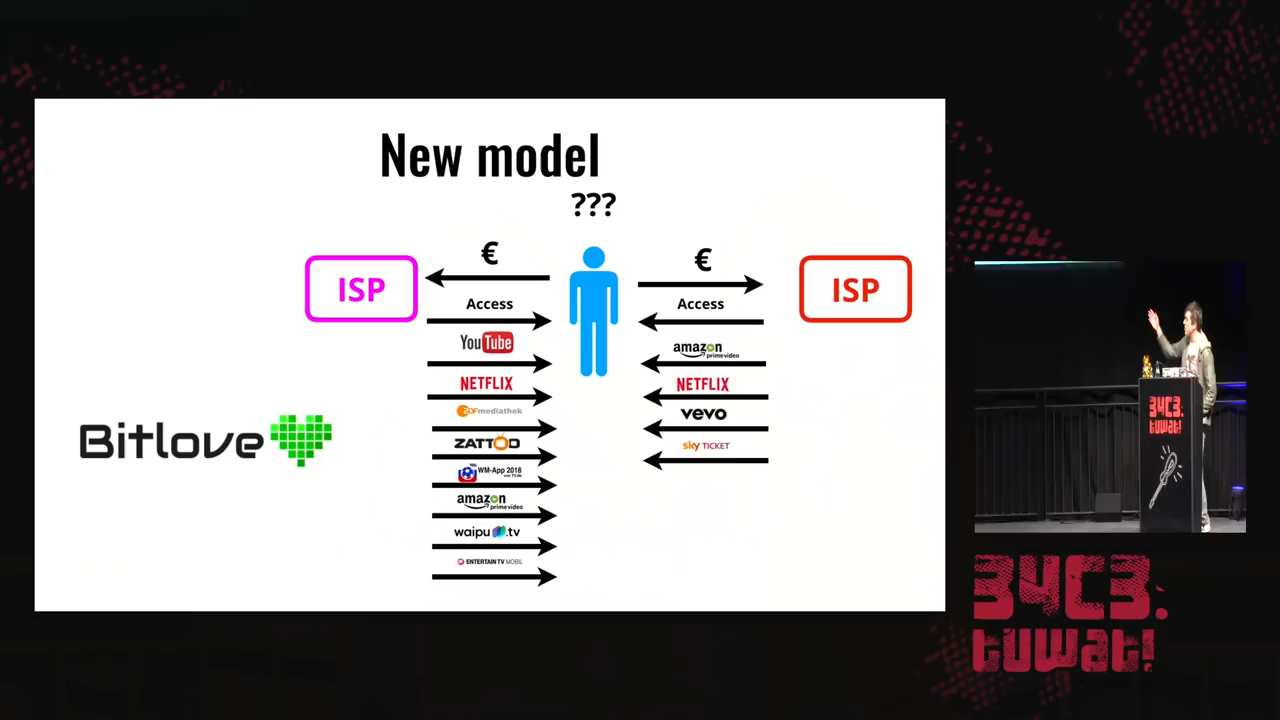 New model
???
€
€
ISP
ISP
Access
Access
YouTube
amazon
prime video
NETFLIX
NETFLIX
ZDFmediathek
vevo
Bitlove
ZATTOO
sky TICKET
WM-App 2018
amazon
prime video
waipu.tv
ENTERTAIN TV MOBIL
34C3:
tuwat!
34C3:
tuwat!